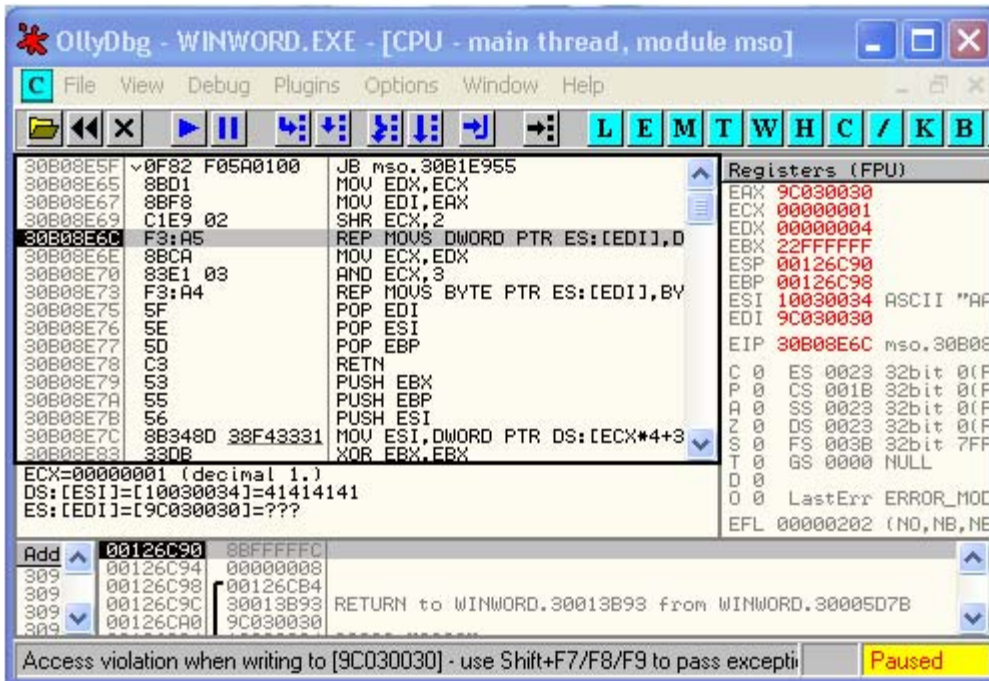 OllyDbg - WINWORD.EXE - [CPU - main thread, module mso]
C File View Debug Plugins Options Window Help
L E M T W H C / K B
30B08E5F 0F82 F05A0100 JB mso.30B1E955
30B08E65 8BD1 MOV EDX,ECX
30B08E67 8BF8 MOV EDI,EAX
30B08E69 C1E9 02 SHR ECX,2
30B08E6C F3:A5 REP MOVS DWORD PTR ES:[EDI],D
30B08E6E 8BCA MOV ECX,EDX
30B08E70 83E1 03 AND ECX,3
30B08E73 F3:A4 REP MOVS BYTE PTR ES:[EDI],BY
30B08E75 5F POP EDI
30B08E76 5E POP ESI
30B08E77 5D POP EBP
30B08E78 C3 RETN
30B08E79 53 PUSH EBX
30B08E7A 55 PUSH EBP
30B08E7B 56 PUSH ESI
30B08E7C 8B348D 38F43331 MOV ESI,DWORD PTR DS:[ECX*4+3
30B08E83 33DB XOR EBX,EBX
ECX=00000001 (decimal 1.)
DS:[ESI]=[10030034]=41414141
ES:[EDI]=[9C030030]=???
Registers (FPU)
EAX 9C030030
ECX 00000001
EDX 00000004
EBX 22FFFFFF
ESP 00126C90
EBP 00126C98
ESI 10030034 ASCII "AA
EDI 9C030030
EIP 30B08E6C mso.30B08
C 0 ES 0023 32bit 0(F
P 0 CS 001B 32bit 0(F
A 0 SS 0023 32bit 0(F
Z 0 DS 0023 32bit 0(F
S 0 FS 003B 32bit 7FF
T 0 GS 0000 NULL
D 0
O 0 LastErr ERROR_MOD
EFL 00000202 (NO,NB,NE
Add 00126C90 8BFFFFFC
309 00126C94 00000008
309 00126C98 00126CB4
309 00126C9C 30013B93 RETURN to WINWORD.30013B93 from WINWORD.30005D7B
309 00126CA0 9C030030
Access violation when writing to [9C030030] - use Shift+F7/F8/F9 to pass excepti
Paused